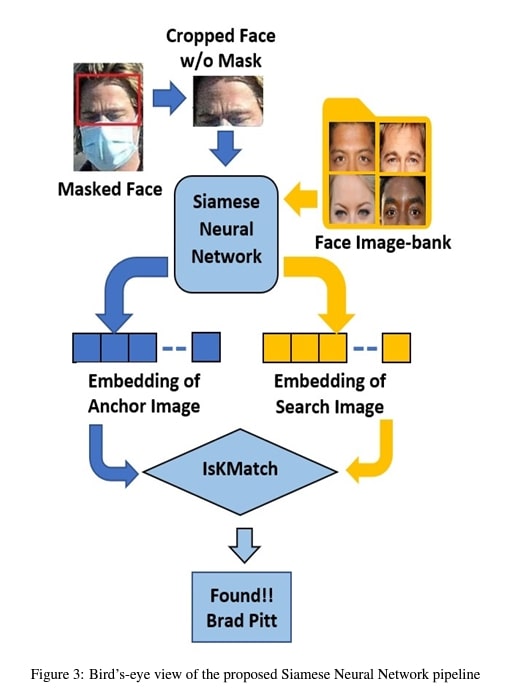 Cropped Face
w/o Mask
Masked Face
Siamese
Neural
Network
Face Image-bank
Embedding of
Anchor Image
Embedding of
Search Image
IsKMatch
Found!!
Brad Pitt
Figure 3: Bird's-eye view of the proposed Siamese Neural Network pipeline